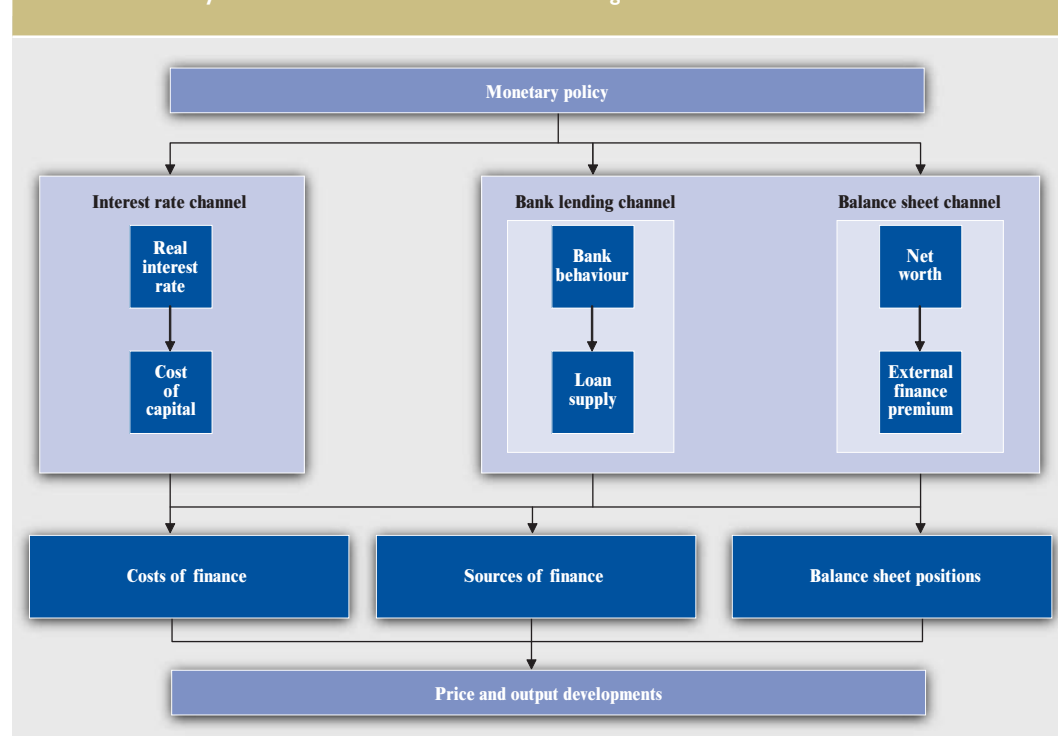 Monetary policy
Interest rate channel
Real
interest
rate
Cost
of
capital
Bank lending channel
Bank
behaviour
Loan
supply
Balance sheet channel
Net
worth
External
finance
premium
Costs of finance
Sources of finance
Balance sheet positions
Price and output developments